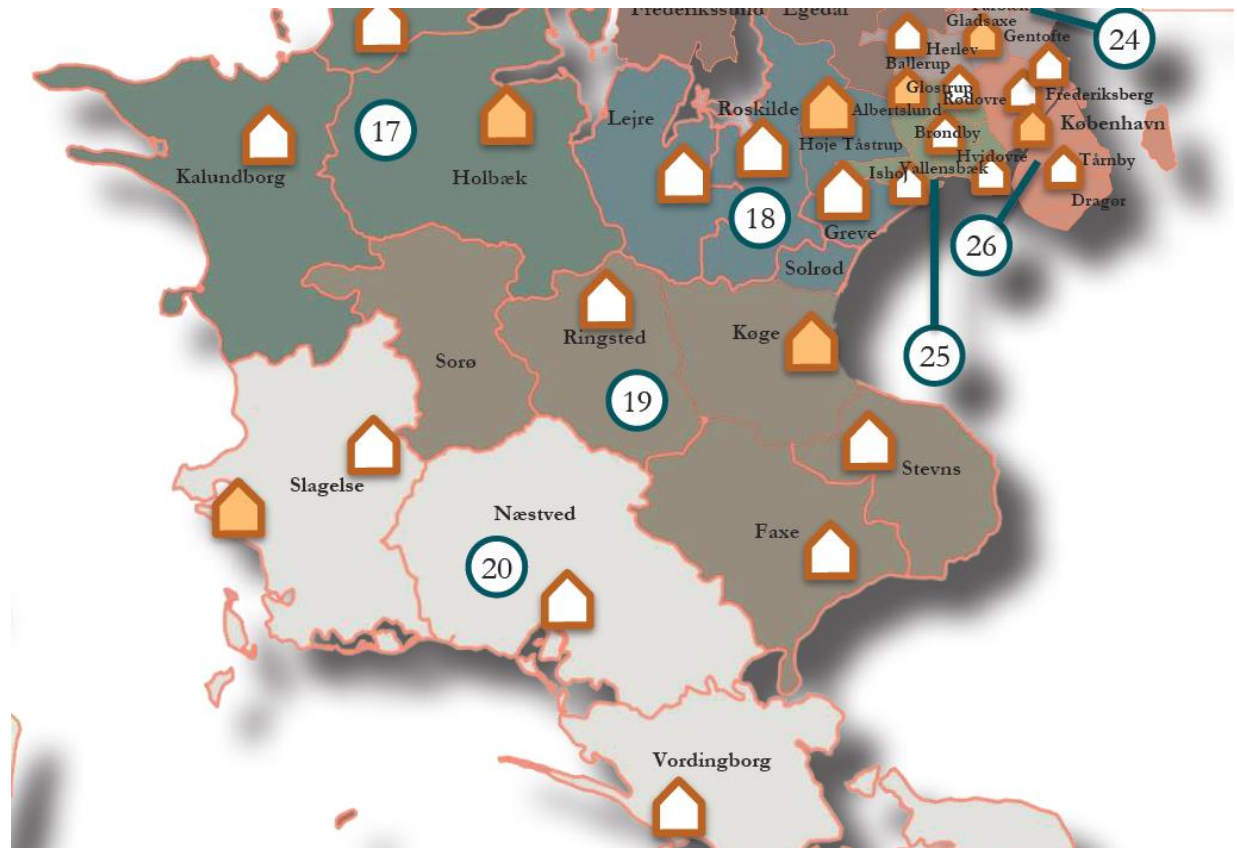 Frederikssund
Egedal
Gladsaxe
24
Gentofte
Herlev
Ballerup
Glostrup
Rødovre
Frederiksberg
17
Lejre
Roskilde
Albertslund
København
Høje Tåstrup
Brøndby
Hvidovre
Tårnby
Kalundborg
Holbæk
Ishøj
Vallensbæk
Dragør
18
Greve
26
Solrød
Ringsted
Køge
Sorø
25
19
Stevns
Slagelse
Næstved
Faxe
20
Vordingborg